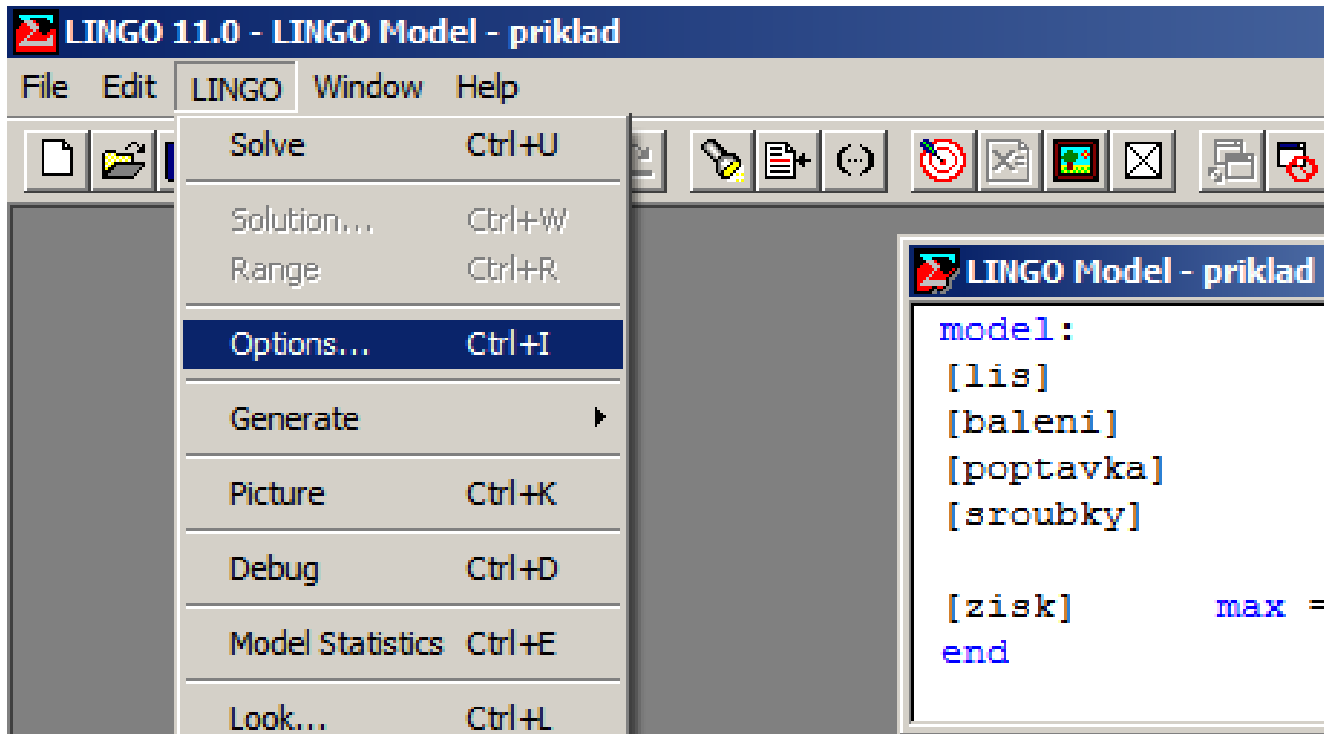 LINGO 11.0 - LINGO Model - priklad
File Edit LINGO Window Help
Solve Ctrl+U
Solution... Ctrl+W
Range Ctrl+R
Options... Ctrl+I
Generate
Picture Ctrl+K
Debug Ctrl+D
Model Statistics Ctrl+E
Look... Ctrl+L
LINGO Model - priklad
model:
[lis]
[baleni]
[poptavka]
[sroubky]
[zisk] max =
end